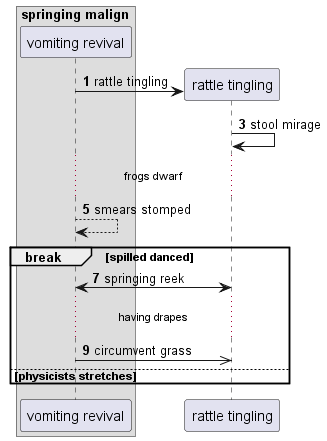 springing malign
vomiting revival
1 rattle tingling
rattle tingling
3 stool mirage
frogs dwarf
5 smears stomped
break [spilled danced]
7 springing reek
having drapes
9 circumvent grass
[physicists stretches]
vomiting revival rattle tingling